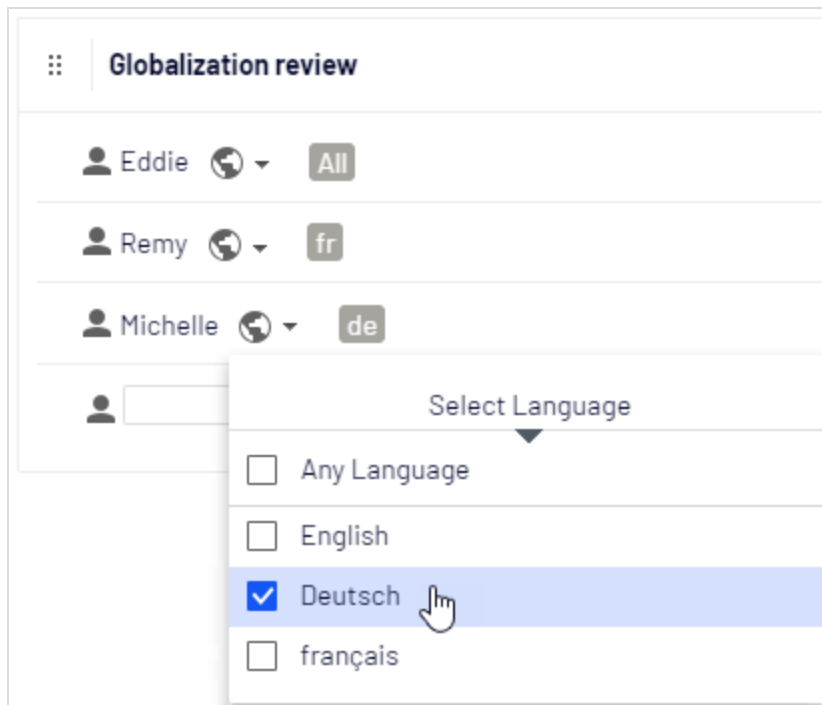 Globalization review
Eddie All
Remy fr
Michelle de
Select Language
Any Language
English
Deutsch
français